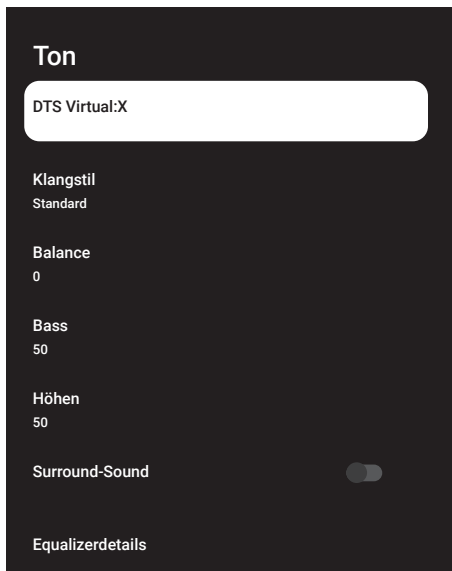 Ton
DTS Virtual:X
Klangstil
Standard
Balance
0
Bass
50
Höhen
50
Surround-Sound
Equalizerdetails